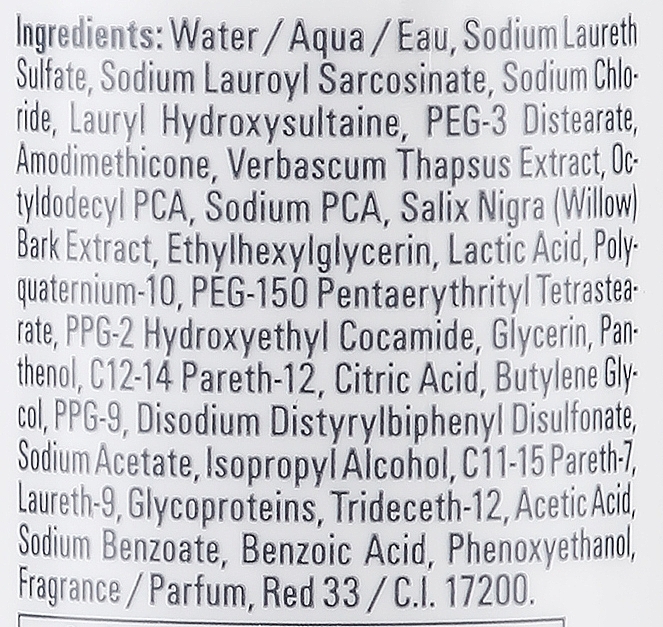 Ingredients: Water / Aqua / Eau, Sodium Laureth
Sulfate, Sodium Lauroyl Sarcosinate, Sodium Chlo-
ride, Lauryl Hydroxysultaine, PEG-3 Distearate,
Amodimethicone, Verbascum Thapsus Extract, Oc-
tyldodecyl PCA, Sodium PCA, Salix Nigra (Willow)
Bark Extract, Ethylhexylglycerin, Lactic Acid, Poly-
quaternium-10, PEG-150 Pentaerythrityl Tetrastea-
rate, PPG-2 Hydroxyethyl Cocamide, Glycerin, Pan-
thenol, C12-14 Pareth-12, Citric Acid, Butylene Gly-
col, PPG-9, Disodium Distyrylbiphenyl Disulfonate,
Sodium Acetate, Isopropyl Alcohol, C11-15 Pareth-7,
Laureth-9, Glycoproteins, Trideceth-12, Acetic Acid,
Sodium Benzoate, Benzoic Acid, Phenoxyethanol,
Fragrance / Parfum, Red 33 / C.I. 17200.